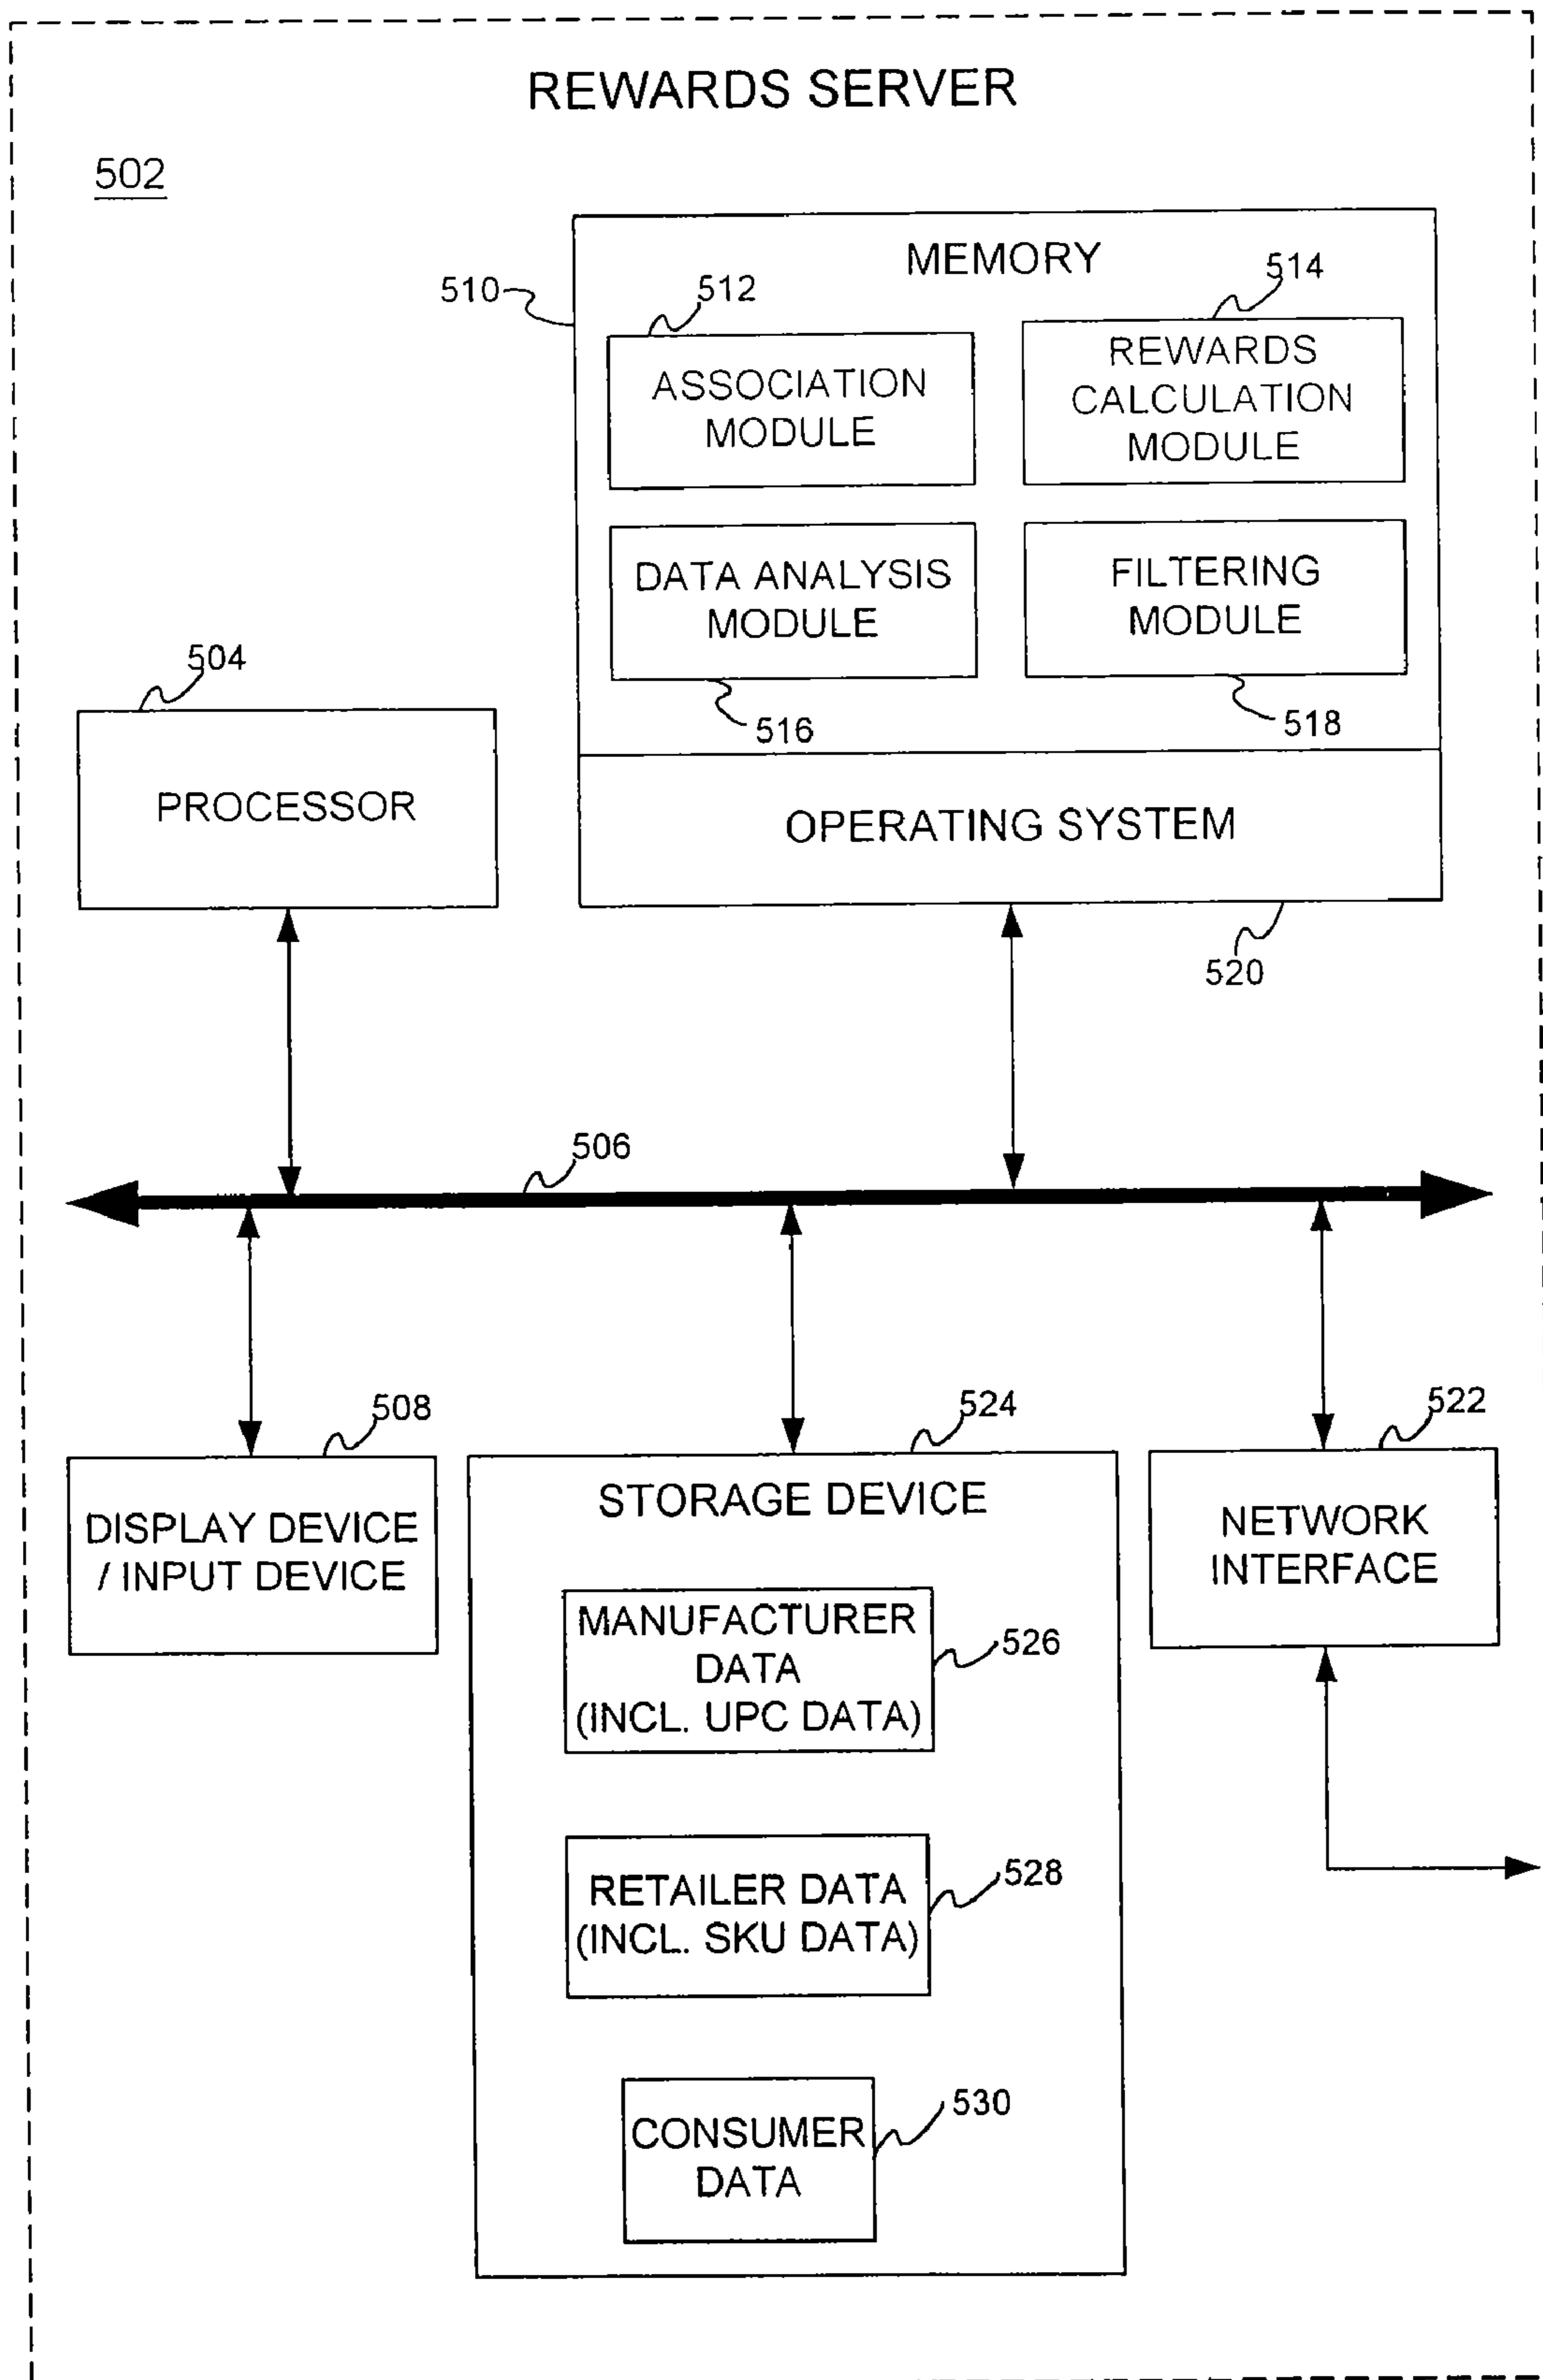 REWARDS SERVER
502
MEMORY
510
512
514
ASSOCIATION
MODULE
REWARDS
CALCULATION
MODULE
DATA ANALYSIS
MODULE
FILTERING
MODULE
516
518
504
PROCESSOR
OPERATING SYSTEM
520
506
508
524
522
DISPLAY DEVICE
/ INPUT DEVICE
STORAGE DEVICE
NETWORK
INTERFACE
MANUFACTURER
DATA
(INCL. UPC DATA)
526
RETAILER DATA
(INCL. SKU DATA)
528
CONSUMER
DATA
530